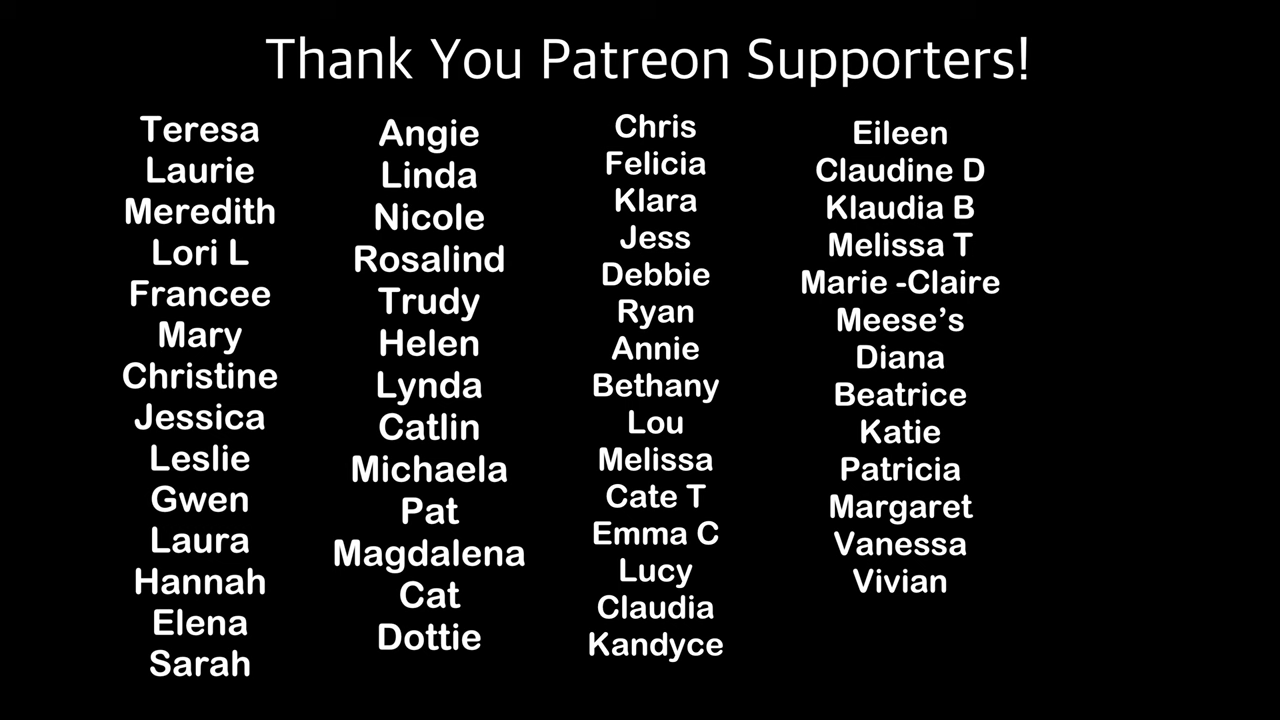 Thank You Patreon Supporters!
Teresa
Laurie
Meredith
Lori L
Francee
Mary
Christine
Jessica
Leslie
Gwen
Laura
Hannah
Elena
Sarah
Angie
Linda
Nicole
Rosalind
Trudy
Helen
Lynda
Catlin
Michaela
Pat
Magdalena
Cat
Dottie
Chris
Felicia
Klara
Jess
Debbie
Ryan
Annie
Bethany
Lou
Melissa
Cate T
Emma C
Lucy
Claudia
Kandyce
Eileen
Claudine D
Klaudia B
Melissa T
Marie -Claire
Meese’s
Diana
Beatrice
Katie
Patricia
Margaret
Vanessa
Vivian